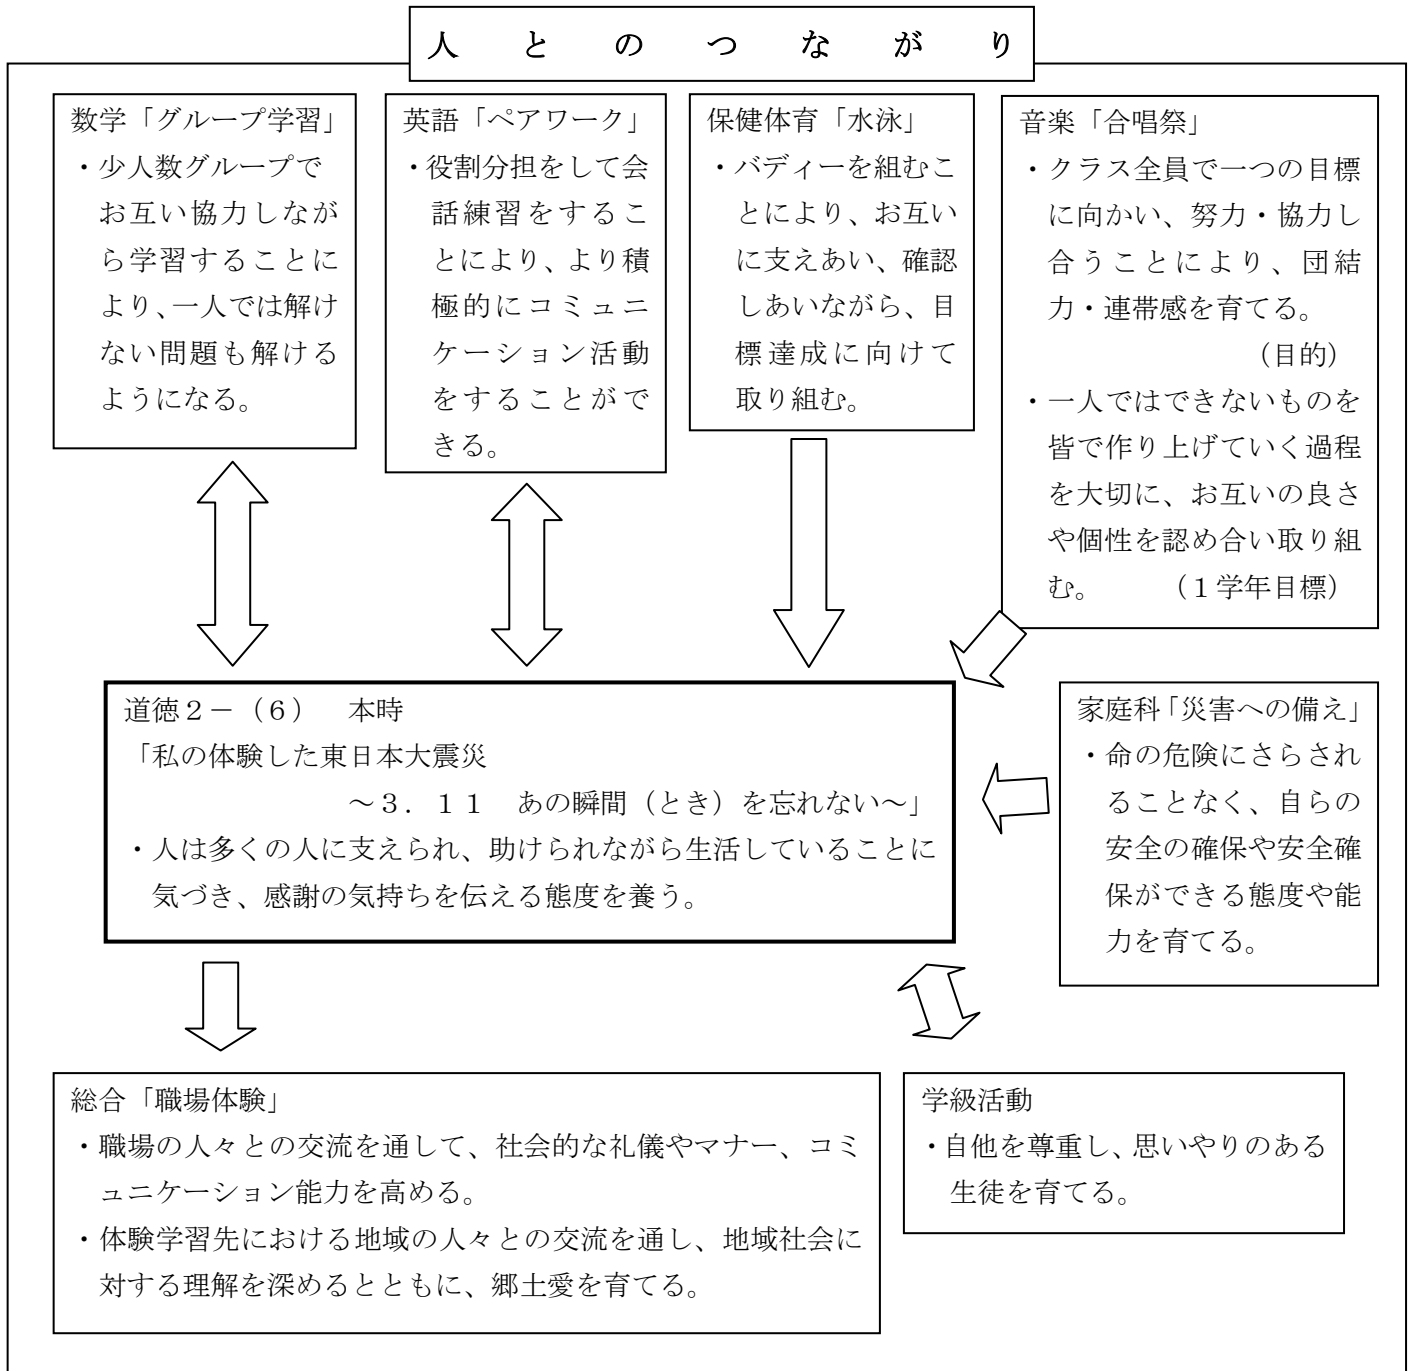 人とのつながり
数学「グループ学習」
・少人数グループで
お互い協力しなが
ら学習することに
より、一人では解け
ない問題も解ける
ようになる。
英語「ペアワーク」
・役割分担をして会
話練習をするこ
とにより、より積
極的にコミュニ
ケーション活動
をすることがで
きる。
保健体育「水泳」
・バディーを組むこ
とにより、お互い
に支えあい、確認
しあいながら、目
標達成に向けて
取り組む。
音楽「合唱祭」
・クラス全員で一つの目標
に向かい、努力・協力し
合うことにより、団結
力・連帯感を育てる。
（目的）
・一人ではできないものを
皆で作り上げていく過程
を大切に、お互いの良さ
や個性を認め合い取り組
む。　　（１学年目標）
道徳２－（６）　本時
「私の体験した東日本大震災
～３．１１　あの瞬間（とき）を忘れない～」
・人は多くの人に支えられ、助けられながら生活していることに
気づき、感謝の気持ちを伝える態度を養う。
家庭科「災害への備え」
・命の危険にさらされ
ることなく、自らの
安全の確保や安全確
保ができる態度や能
力を育てる。
総合「職場体験」
・職場の人々との交流を通して、社会的な礼儀やマナー、コミ
ュニケーション能力を高める。
・体験学習先における地域の人々との交流を通し、地域社会に
対する理解を深めるとともに、郷土愛を育てる。
学級活動
・自他を尊重し、思いやりのある
生徒を育てる。